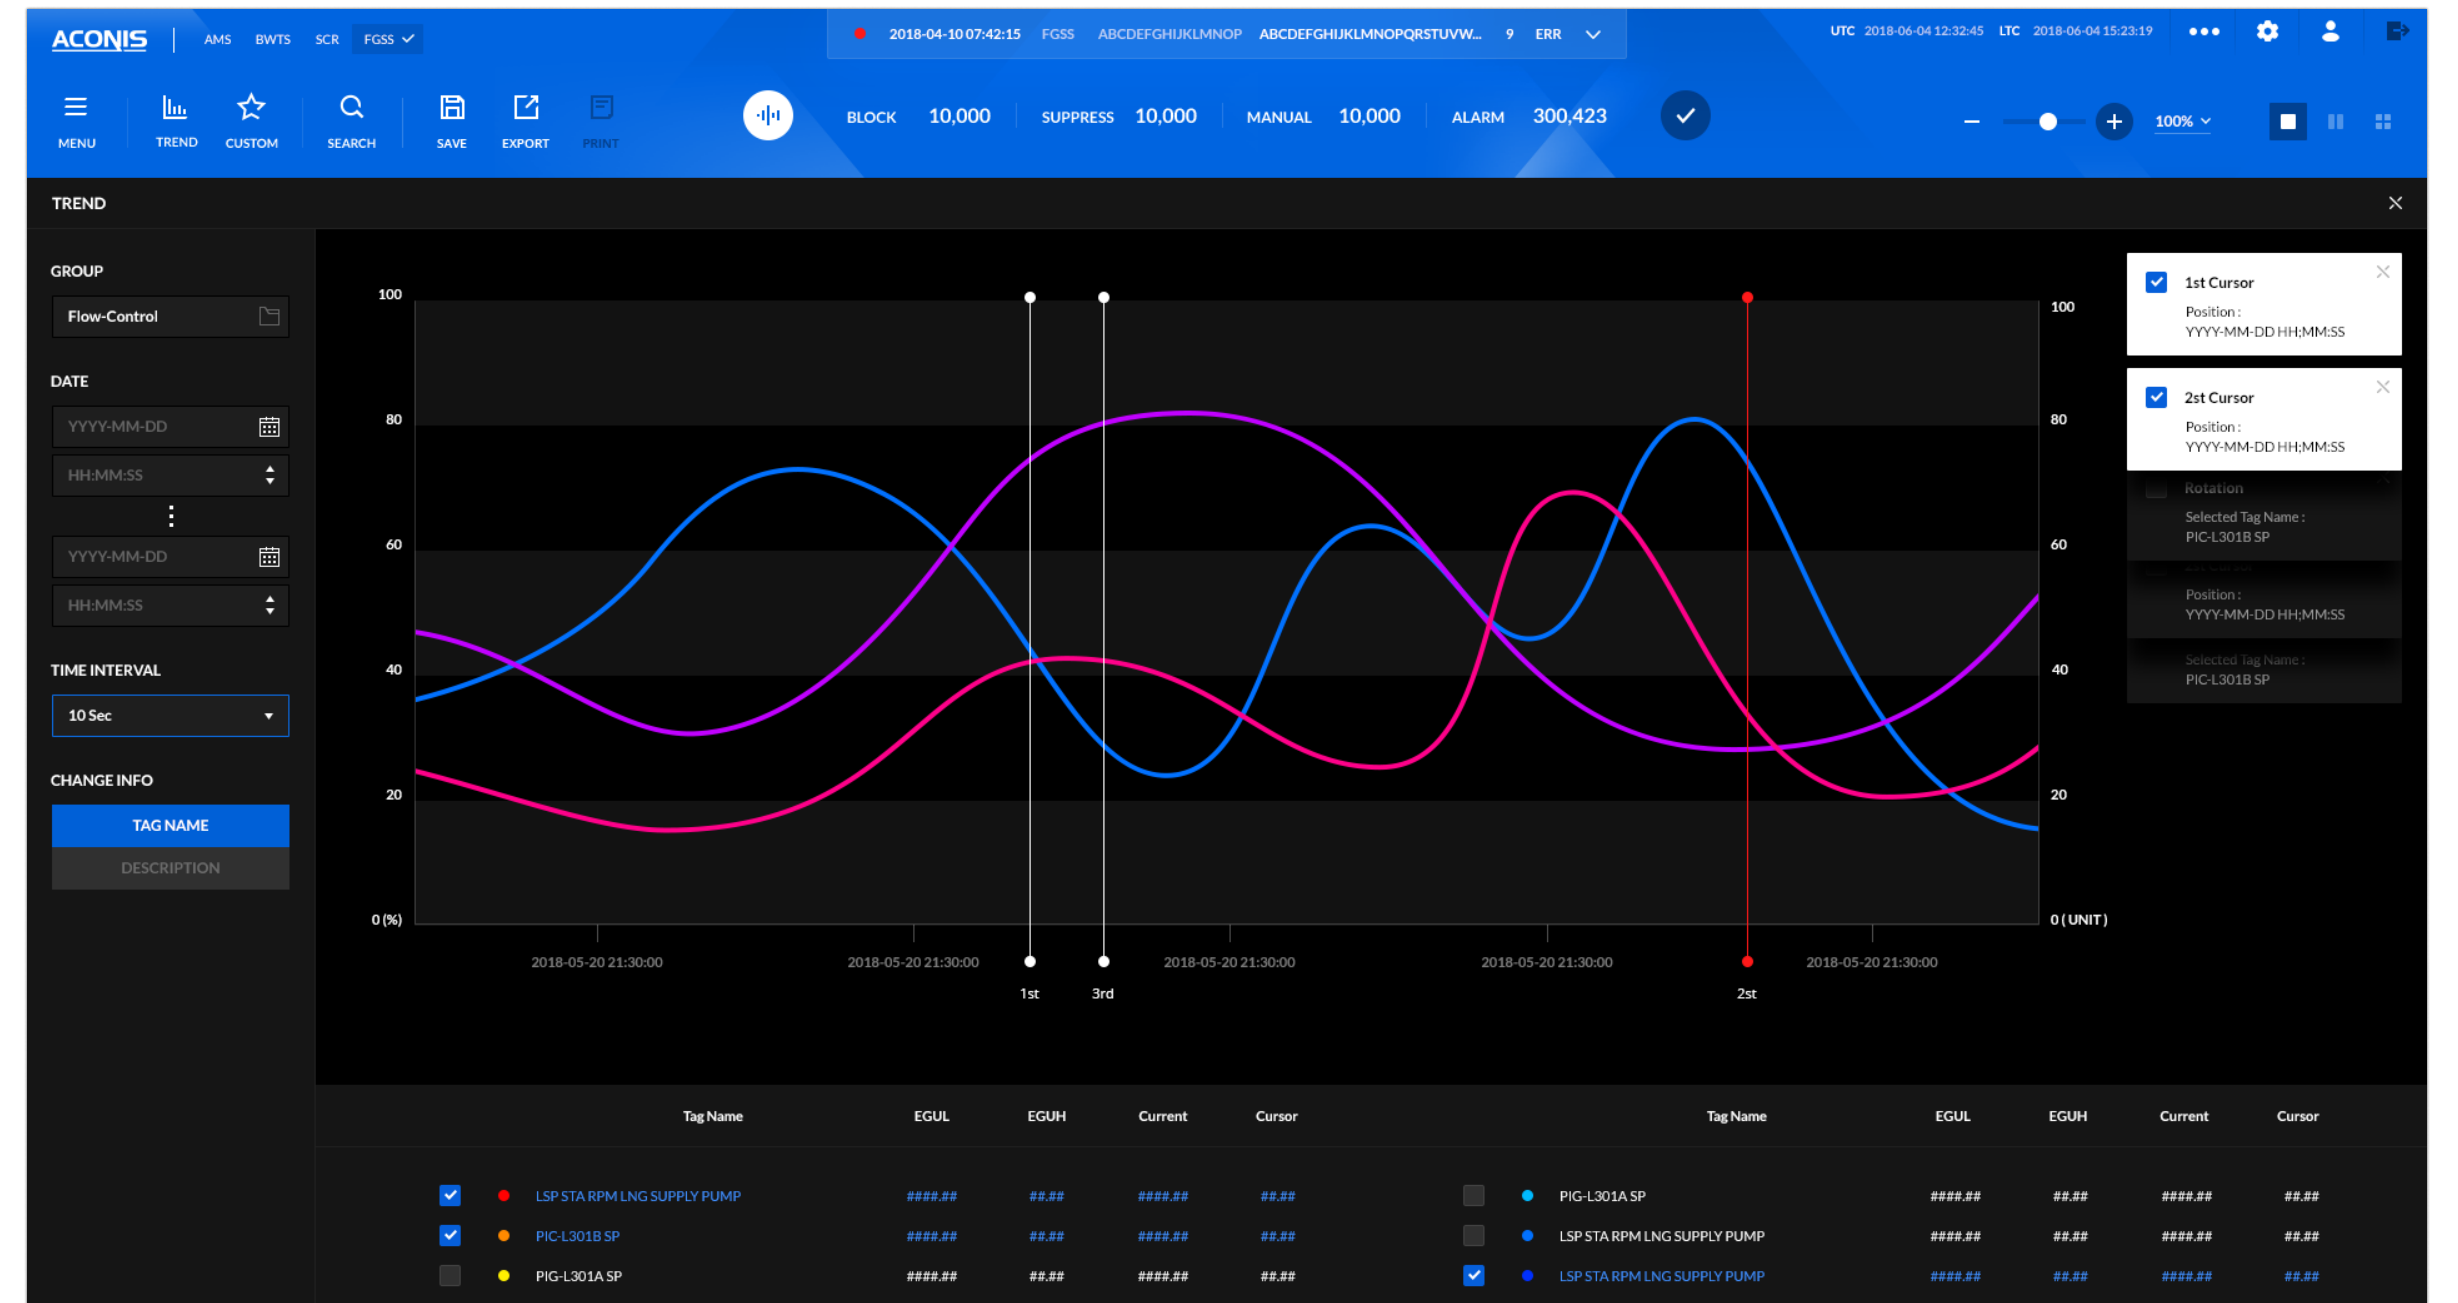 ACONIS AMS BWTS SCR FGSS
2018-04-10 07:42:15 FGSS ABCDEFGHIJKLMNOP ABCDEFGHIJKLMNOPQRSTUVW... 9 ERR
UTC 2018-06-04 12:32:45 LTC 2018-06-04 15:23:19
MENU TREND CUSTOM SEARCH SAVE EXPORT PRINT
BLOCK 10,000 SUPPRESS 10,000 MANUAL 10,000 ALARM 300,423
100%
TREND
GROUP
Flow-Control
DATE
YYYY-MM-DD
HH:MM:SS
YYYY-MM-DD
HH:MM:SS
TIME INTERVAL
10 Sec
CHANGE INFO
TAG NAME
DESCRIPTION
100
80
60
40
20
0 (%)
100
80
60
40
20
0 ( UNIT )
2018-05-20 21:30:00 2018-05-20 21:30:00 2018-05-20 21:30:00 2018-05-20 21:30:00 2018-05-20 21:30:00
1st 3rd 2st
1st Cursor
Position :
YYYY-MM-DD HH;MM:SS
2st Cursor
Position :
YYYY-MM-DD HH;MM:SS
Rotation
Selected Tag Name :
PIC-L301B SP
Position :
YYYY-MM-DD HH;MM:SS
Selected Tag Name :
PIC-L301B SP
Tag Name EGUL EGUH Current Cursor Tag Name EGUL EGUH Current Cursor
LSP STA RPM LNG SUPPLY PUMP ####.## ##.## ####.## ##.## PIG-L301A SP ####.## ##.## ####.## ##.##
PIC-L301B SP ####.## ##.## ####.## ##.## LSP STA RPM LNG SUPPLY PUMP ####.## ##.## ####.## ##.##
PIG-L301A SP ####.## ##.## ####.## ##.## LSP STA RPM LNG SUPPLY PUMP ####.## ##.## ####.## ##.##